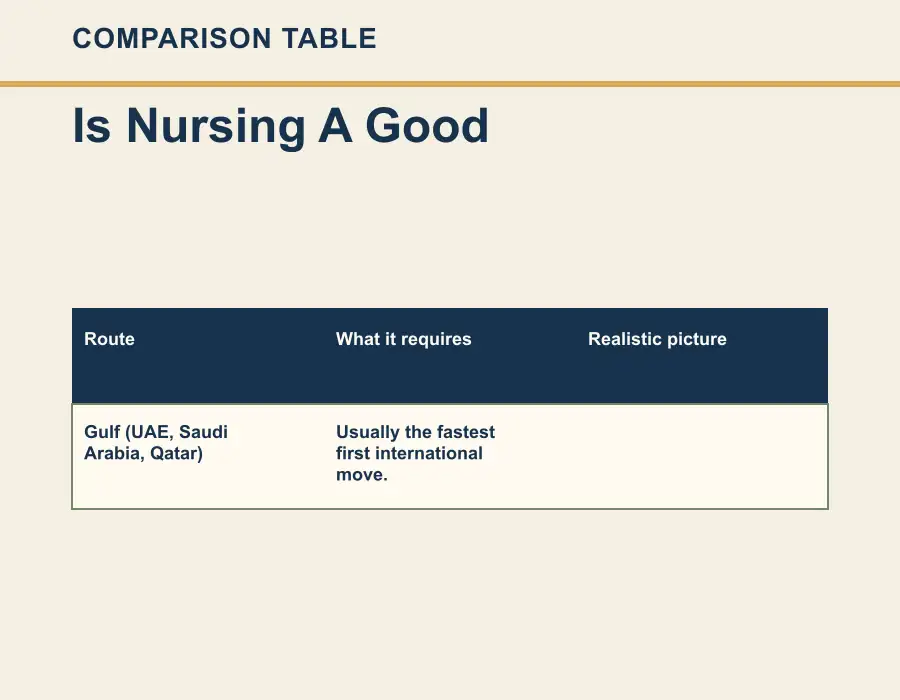 COMPARISON TABLE
Is Nursing A Good
Route
What it requires
Realistic picture
Gulf (UAE, Saudi
Arabia, Qatar)
Usually the fastest
first international
move.